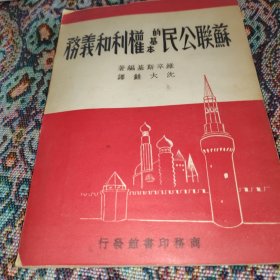 蘇聯公民的基本權利和義務
維辛斯基編著
沈大銈譯
商務印書館發行